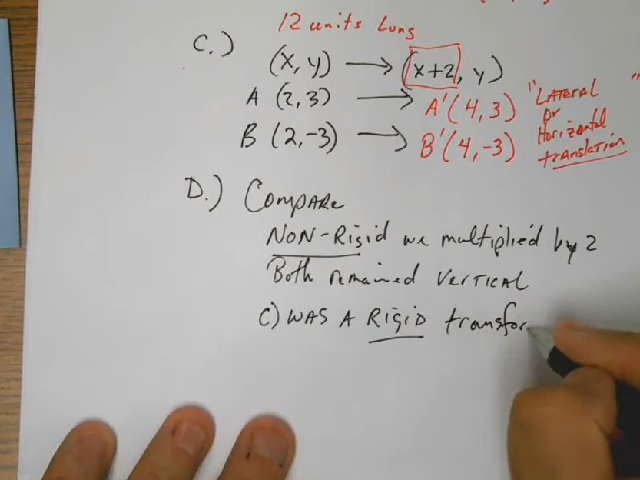 12 units Long
C.) (x, y) → (x+2, y)
A (2, 3) → A'(4, 3) "Lateral
or
Horizontal
translation
B (2, -3) → B'(4, -3)
D.) Compare
Non-Rigid we multiplied by 2
Both remained vertical
C) was a Rigid transfor